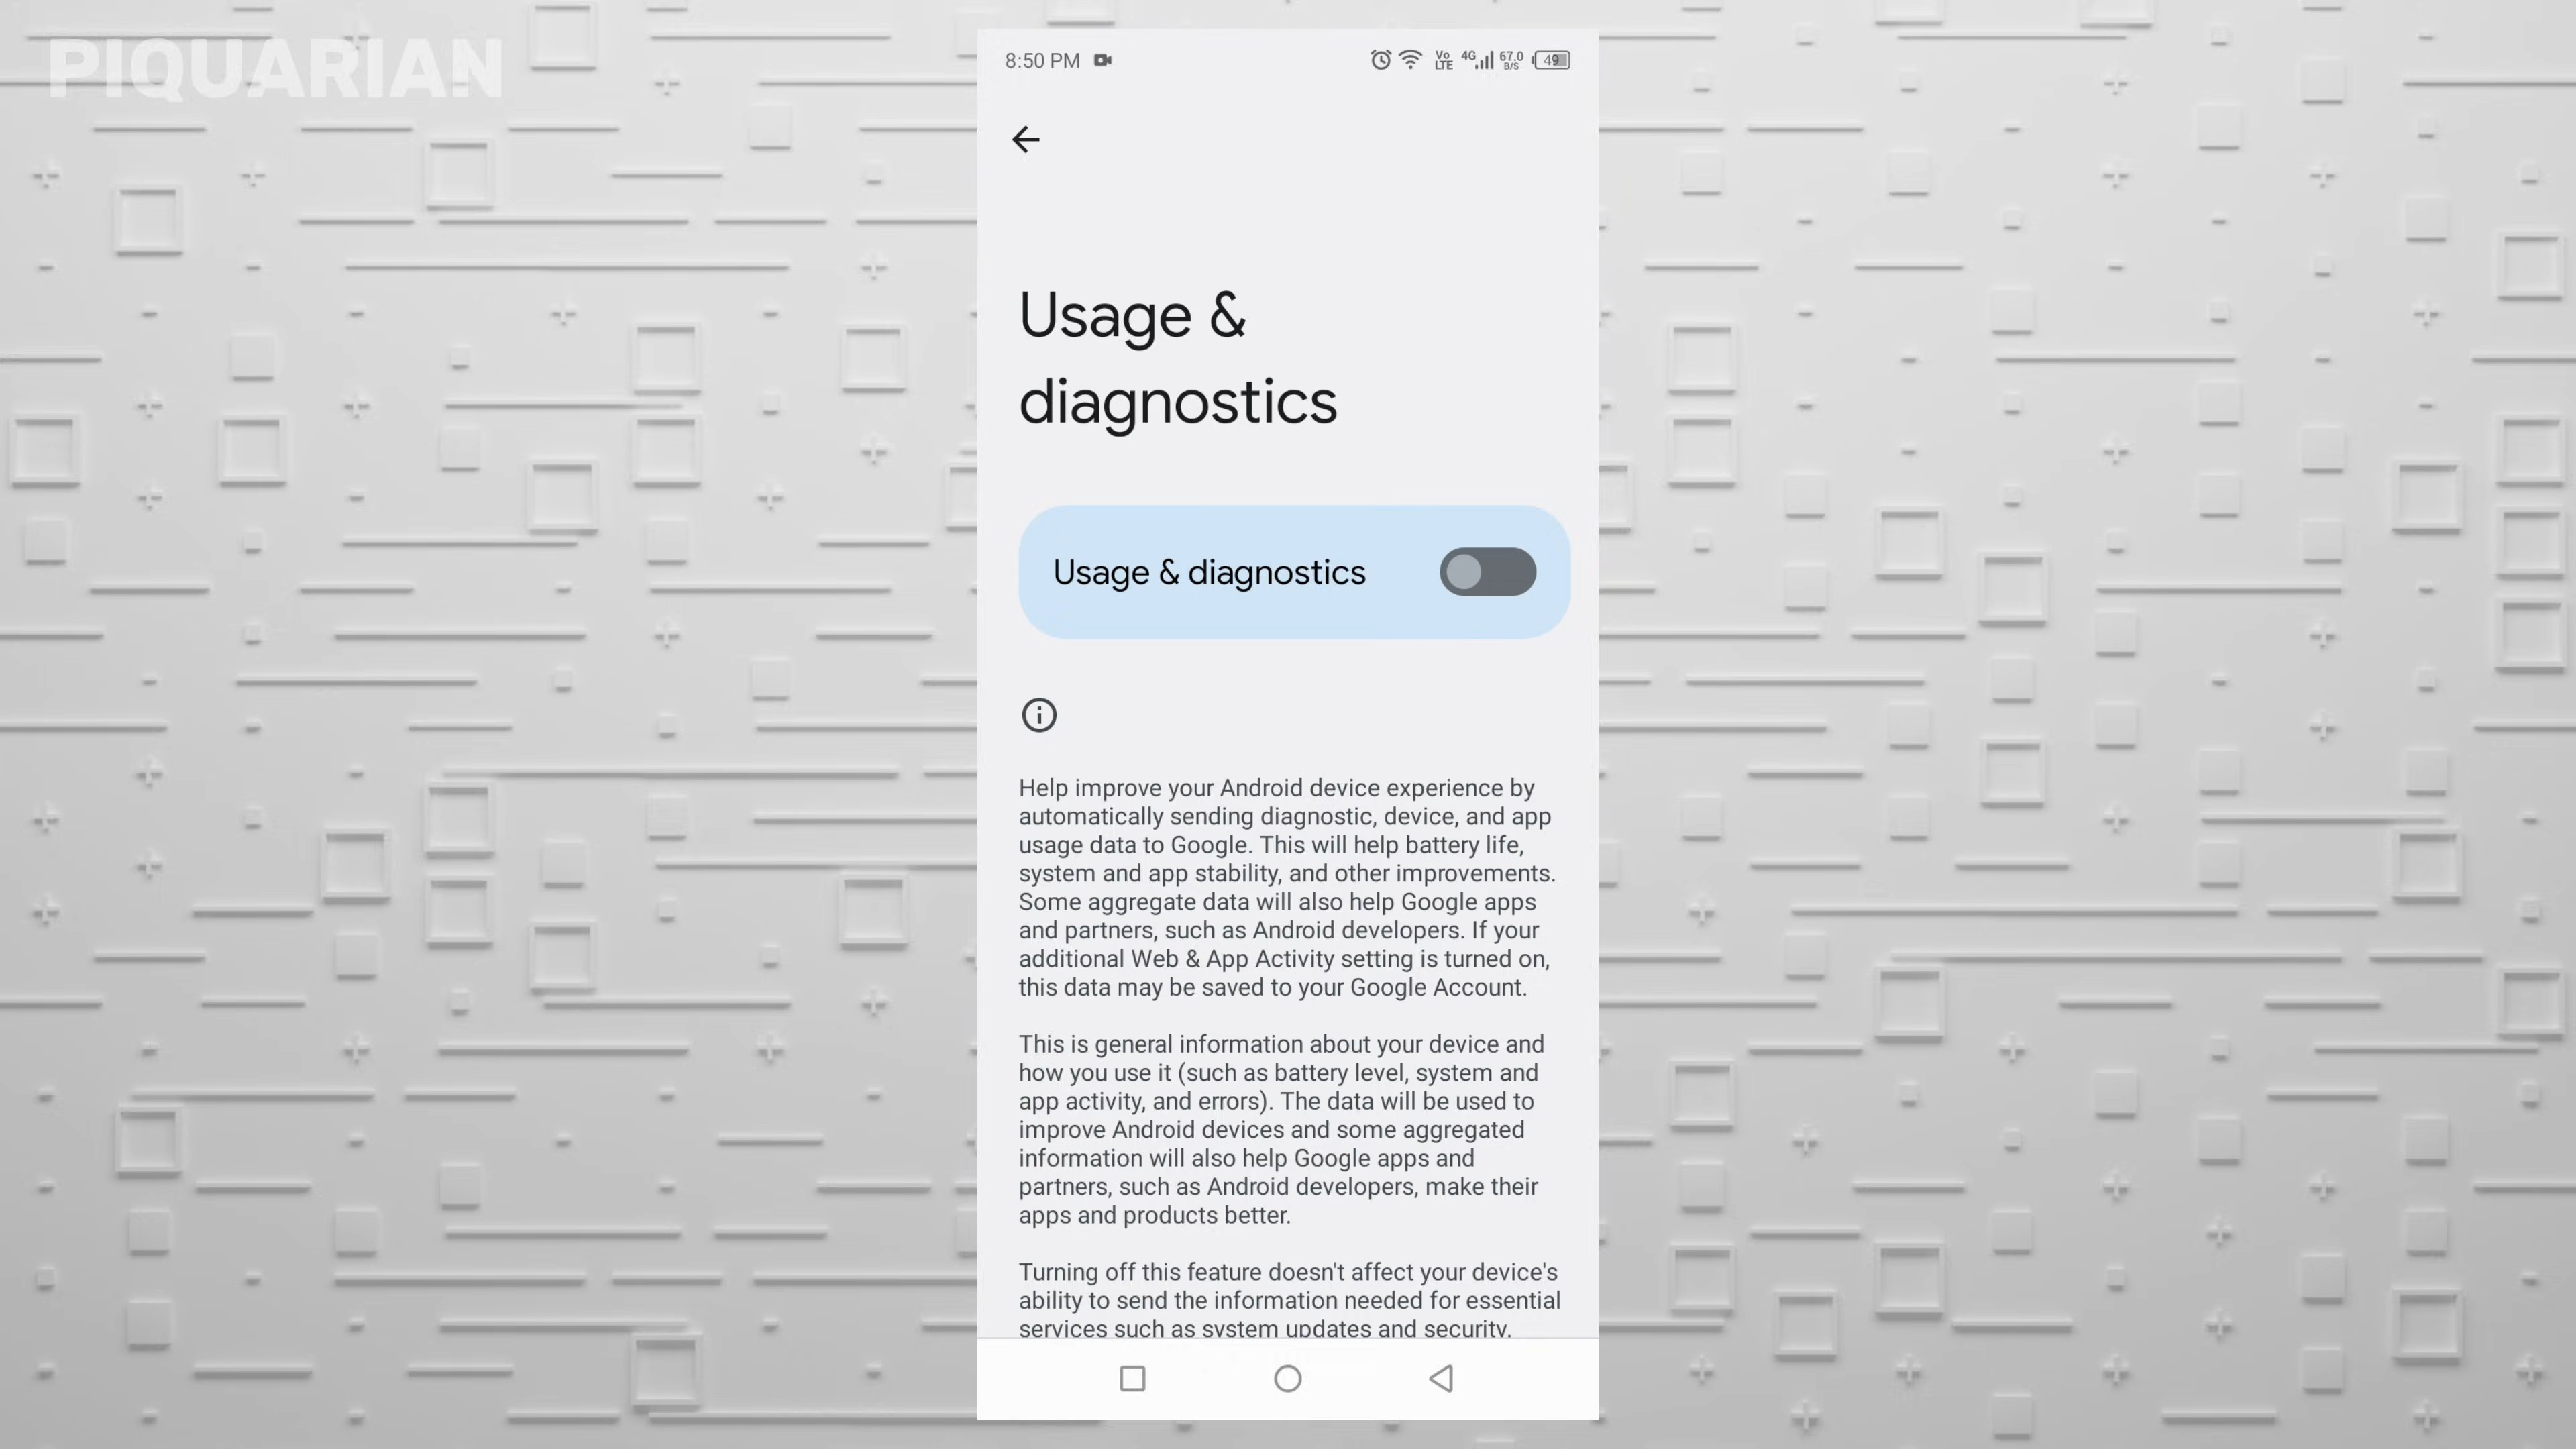 PIQUARIAN
8:50 PM
Vo LTE 4G 67.0 B/S 49
Usage &
diagnostics
Usage & diagnostics
Help improve your Android device experience by
automatically sending diagnostic, device, and app
usage data to Google. This will help battery life,
system and app stability, and other improvements.
Some aggregate data will also help Google apps
and partners, such as Android developers. If your
additional Web & App Activity setting is turned on,
this data may be saved to your Google Account.
This is general information about your device and
how you use it (such as battery level, system and
app activity, and errors). The data will be used to
improve Android devices and some aggregated
information will also help Google apps and
partners, such as Android developers, make their
apps and products better.
Turning off this feature doesn't affect your device's
ability to send the information needed for essential
services such as system updates and security.